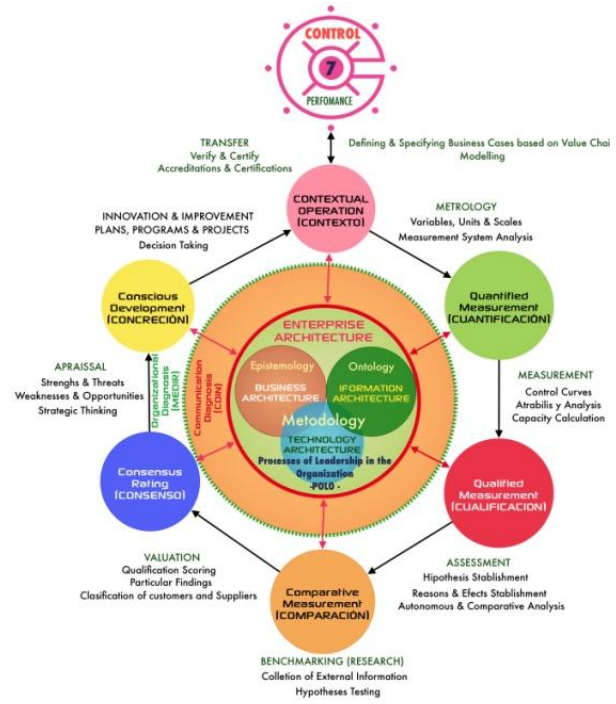 CONTROL
7
PERFOMANCE
TRANSFER
Verify & Certify
Accreditations & Certifications
Defining & Specifying Business Cases based on Value Chai
Modelling
CONTEXTUAL
OPERATION
(CONTEXTO)
INNOVATION & IMPROVEMENT
PLANS, PROGRAMS & PROJECTS
Decision Taking
METROLOGY
Variables, Units & Scales
Measurement System Analysis
Conscious
Development
(CONCRECIÓN)
Quantified
Measurement
(CUANTIFICACIÓN)
ENTERPRISE
ARCHITECTURE
Epistemology
BUSINESS
ARCHITECTURE
Ontology
IFORMATION
ARCHITECTURE
Metodology
TECHNOLOGY
ARCHITECTURE
Processes of Leadership in the
Organization
-POLO -
Organizational
Diagnosis
(MEDIR)
Communication
Diagnosis
(COIN)
APRAISSAL
Strenghs & Threats
Weaknesses & Opportunities
Strategic Thinking
MEASUREMENT
Control Curves
Atrabilis y Analysis
Capacity Calculation
Consensus
Rating
(CONSENSO)
Qualified
Measurement
(CUALIFICACION)
VALUATION
Qualification Scoring
Particular Findings
Clasification of customers and Suppliers
ASSESSMENT
Hipothesis Stablishment
Reasons & Efects Stablishment
Autonomous & Comparative Analysis
Comparative
Measurement
(COMPARACIÓN)
BENCHMARKING (RESEARCH)
Colletion of External Information
Hypotheses Testing